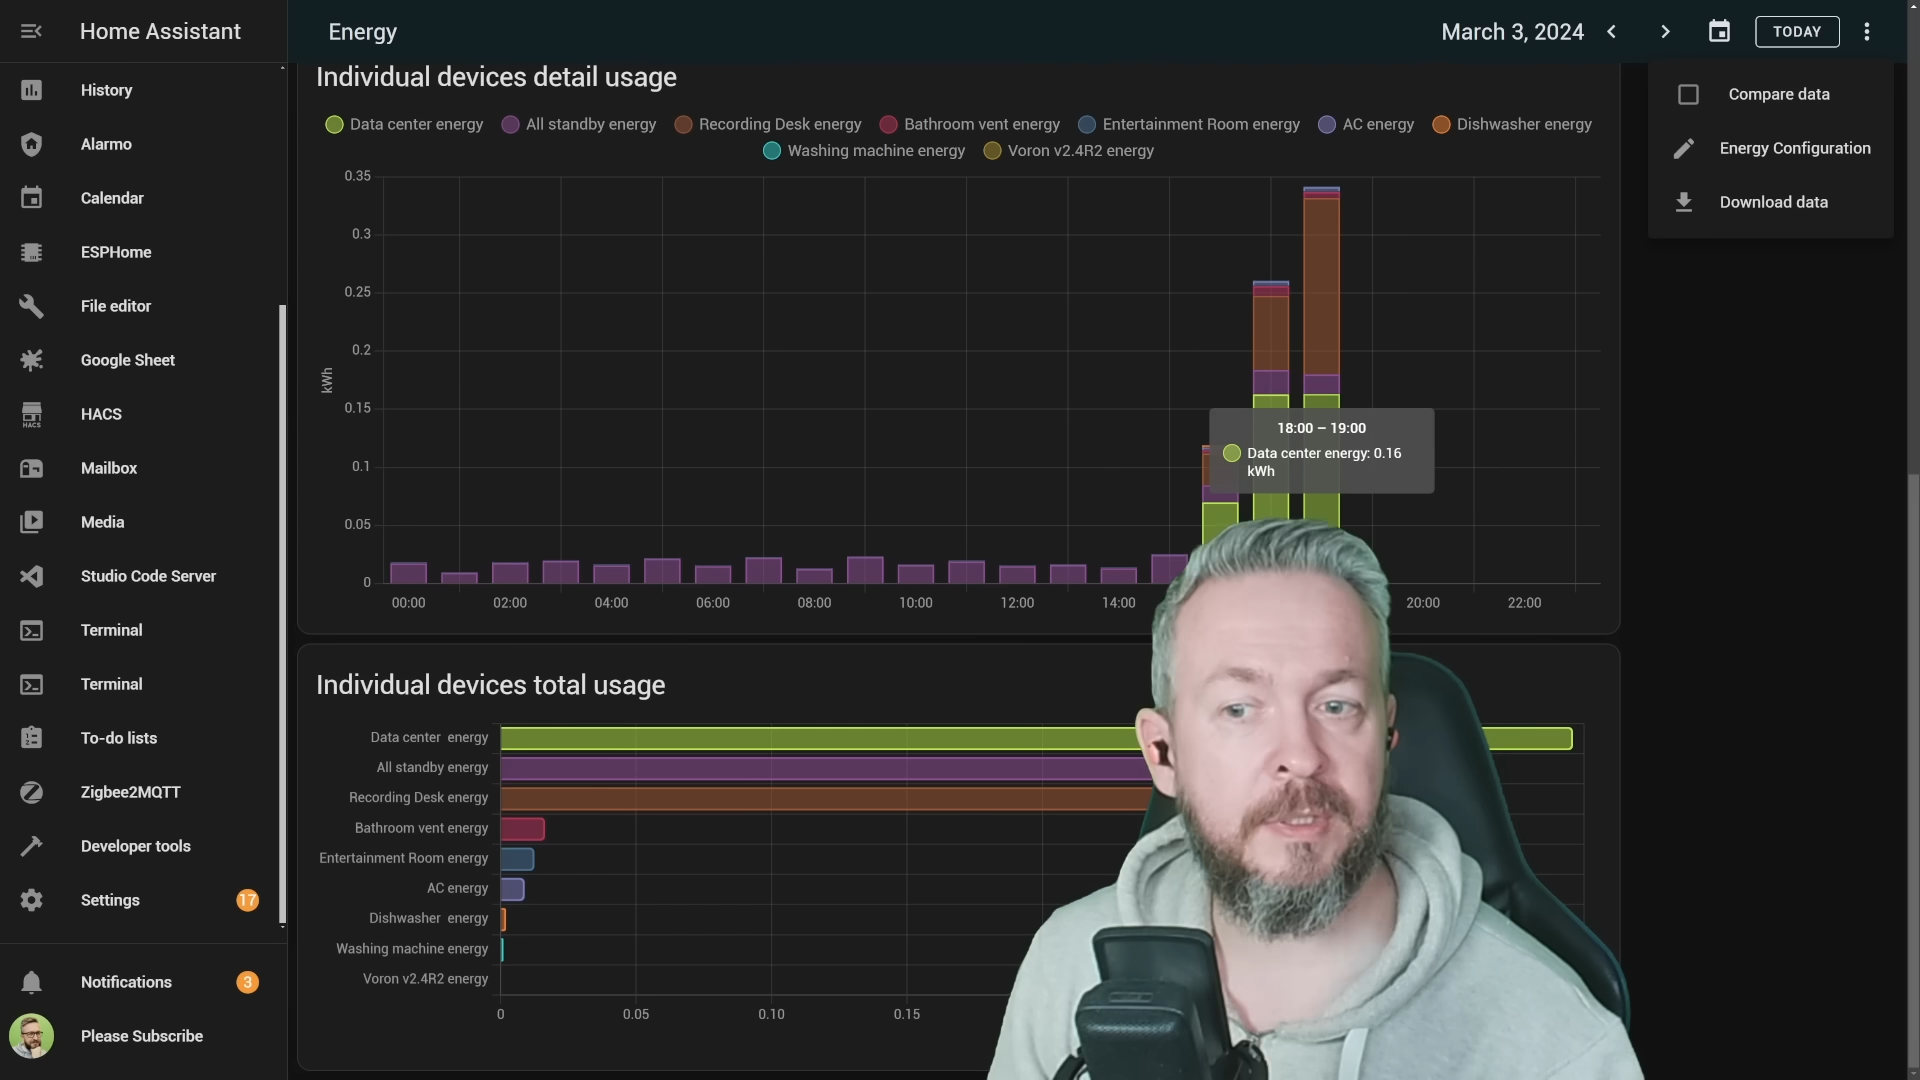 Home Assistant
History
Alarmo
Calendar
ESPHome
File editor
Google Sheet
HACS
HACS
Mailbox
Media
Studio Code Server
Terminal
Terminal
To-do lists
Zigbee2MQTT
Developer tools
Settings 17
Notifications 3
Please Subscribe
Energy
March 3, 2024
TODAY
Compare data
Energy Configuration
Download data
Individual devices detail usage
Data center energy All standby energy Recording Desk energy Bathroom vent energy Entertainment Room energy AC energy Dishwasher energy
Washing machine energy Voron v2.4R2 energy
0.35
0.3
0.25
0.2
kWh
0.15
0.1
0.05
0
18:00 – 19:00
Data center energy: 0.16
kWh
00:00 02:00 04:00 06:00 08:00 10:00 12:00 14:00 20:00 22:00
Individual devices total usage
Data center energy
All standby energy
Recording Desk energy
Bathroom vent energy
Entertainment Room energy
AC energy
Dishwasher energy
Washing machine energy
Voron v2.4R2 energy
0 0.05 0.10 0.15